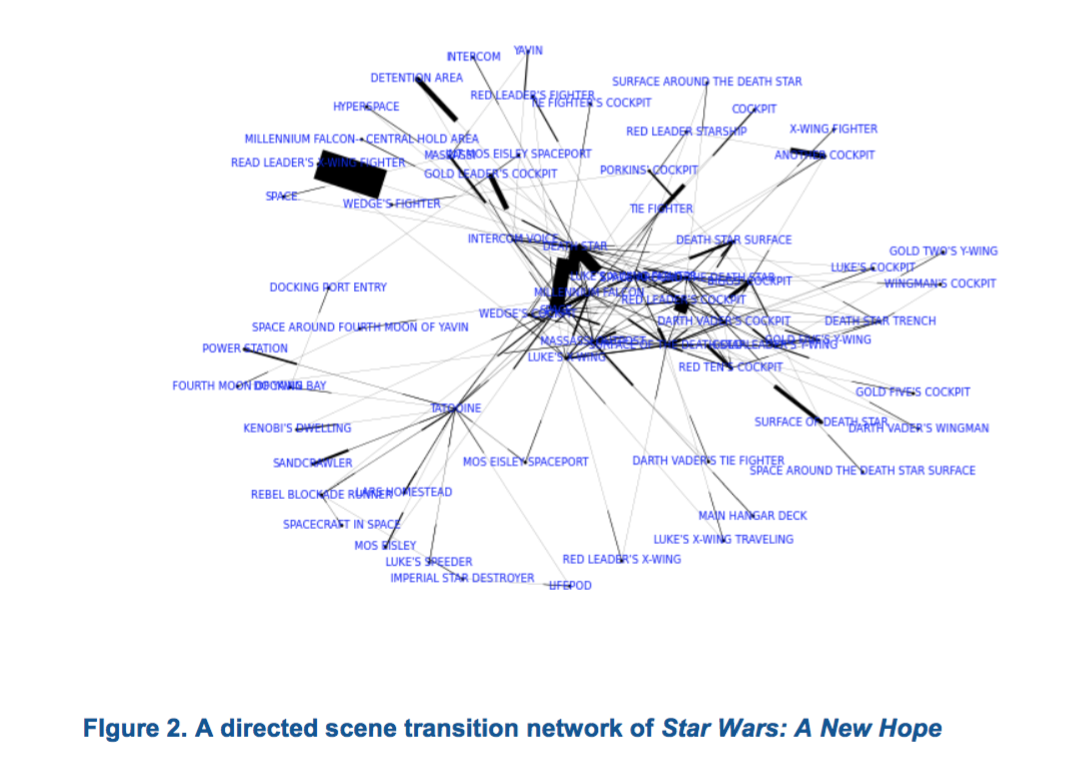 YAVIN
INTERCOM
DETENTION AREA
SURFACE AROUND THE DEATH STAR
RED LEADER'S FIGHTER
TIE FIGHTER'S COCKPIT
HYPERSPACE
COCKPIT
RED LEADER STARSHIP
X-WING FIGHTER
MILLENNIUM FALCON--CENTRAL HOLD AREA
MOS EISLEY SPACEPORT
ANOTHER COCKPIT
READ LEADER'S X-WING FIGHTER
GOLD LEADER'S COCKPIT
PORKINS' COCKPIT
SPACE
WEDGE'S FIGHTER
TIE FIGHTER
INTERCOM VOICE
DEATH STAR
DEATH STAR SURFACE
GOLD TWO'S Y-WING
LUKE'S COCKPIT
WINGMAN'S COCKPIT
DOCKING PORT ENTRY
MILLENNIUM FALCON
RED LEADER'S COCKPIT
WEDGE'S
DARTH VADER'S COCKPIT
DEATH STAR TRENCH
SPACE AROUND FOURTH MOON OF YAVIN
POWER STATION
LUKE'S X-WING
RED TEN'S COCKPIT
FOURTH MOON OF YAVIN
BAY
GOLD FIVE'S COCKPIT
TATOOINE
SURFACE OF DEATH STAR
KENOBI'S DWELLING
DARTH VADER'S WINGMAN
SANDCRAWLER
MOS EISLEY SPACEPORT
DARTH VADER'S TIE FIGHTER
SPACE AROUND THE DEATH STAR SURFACE
REBEL BLOCKADE RUNNER
LARS HOMESTEAD
SPACECRAFT IN SPACE
MAIN HANGAR DECK
MOS EISLEY
LUKE'S X-WING TRAVELING
LUKE'S SPEEDER
RED LEADER'S X-WING
IMPERIAL STAR DESTROYER
LIFEPOD
FIgure 2. A directed scene transition network of Star Wars: A New Hope